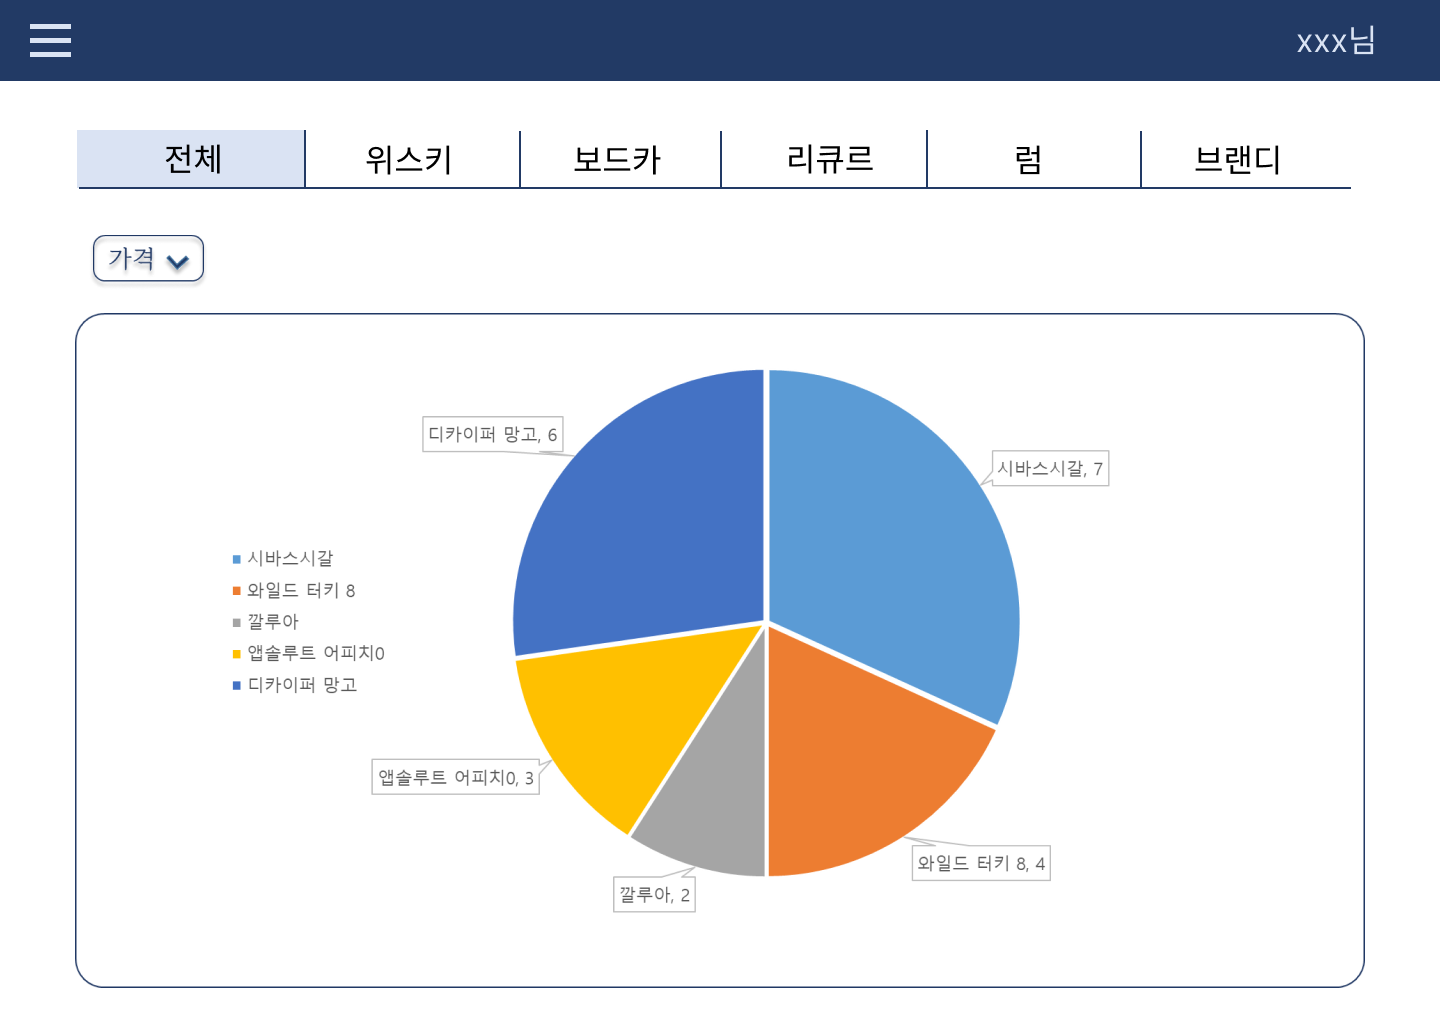 xxx님
전체 위스키 보드카 리큐르 럼 브랜디
가격
디카이퍼 망고, 6
시바스시갈, 7
시바스시갈
와일드 터키 8
깔루아
앱솔루트 어피치0
디카이퍼 망고
앱솔루트 어피치0, 3
와일드 터키 8, 4
깔루아, 2